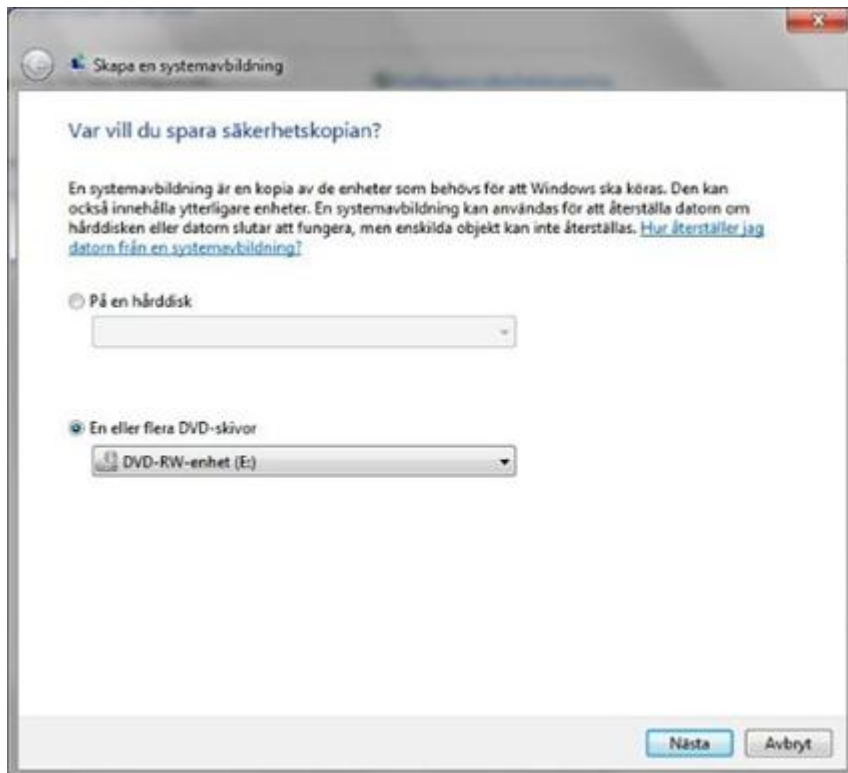 Skapa en systemavbildning
Var vill du spara säkerhetskopian?
En systemavbildning är en kopia av de enheter som behövs för att Windows ska köras. Den kan
också innehålla ytterligare enheter. En systemavbildning kan användas för att återställa datorn om
hårddisken eller datorn slutar att fungera, men enskilda objekt kan inte återställas. Hur återställer jag
datorn från en systemavbildning?
På en hårddisk
En eller flera DVD-skivor
DVD-RW-enhet (E:)
Nästa Avbryt